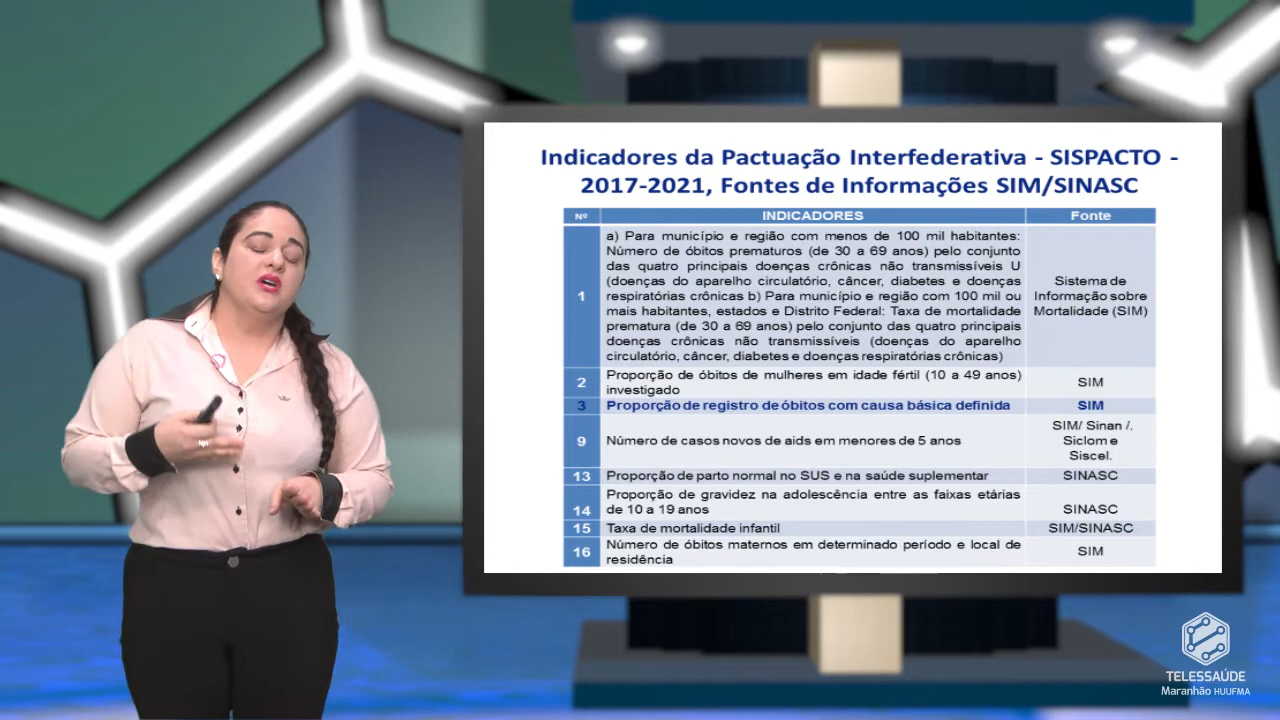 Indicadores da Pactuação Interfederativa - SISPACTO -
2017-2021, Fontes de Informações SIM/SINASC
Nº INDICADORES Fonte
1
a) Para município e região com menos de 100 mil habitantes:
Número de óbitos prematuros (de 30 a 69 anos) pelo conjunto
das quatro principais doenças crônicas não transmissíveis U
(doenças do aparelho circulatório, câncer, diabetes e doenças
respiratórias crônicas b) Para município e região com 100 mil ou
mais habitantes, estados e Distrito Federal: Taxa de mortalidade
prematura (de 30 a 69 anos) pelo conjunto das quatro principais
doenças crônicas não transmissíveis (doenças do aparelho
circulatório, câncer, diabetes e doenças respiratórias crônicas)
Sistema de
Informação sobre
Mortalidade (SIM)
2
Proporção de óbitos de mulheres em idade fértil (10 a 49 anos)
investigado
SIM
3 Proporção de registro de óbitos com causa básica definida SIM
9 Número de casos novos de aids em menores de 5 anos
SIM/ Sinan /.
Siclom e
Siscel.
13 Proporção de parto normal no SUS e na saúde suplementar SINASC
14
Proporção de gravidez na adolescência entre as faixas etárias
de 10 a 19 anos
SINASC
15 Taxa de mortalidade infantil SIM/SINASC
16
Número de óbitos maternos em determinado período e local de
residência
SIM
TELESSAÚDE
Maranhão HUUFMA